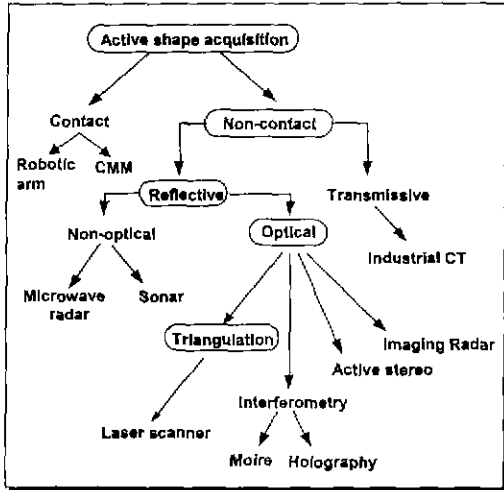 Active shape acquisition
Contact
Non-contact
Robotic
arm
CMM
Reflective
Transmissive
Non-optical
Optical
Industrial CT
Microwave
radar
Sonar
Triangulation
Imaging Radar
Active stereo
Interferometry
Laser scanner
Moire
Holography